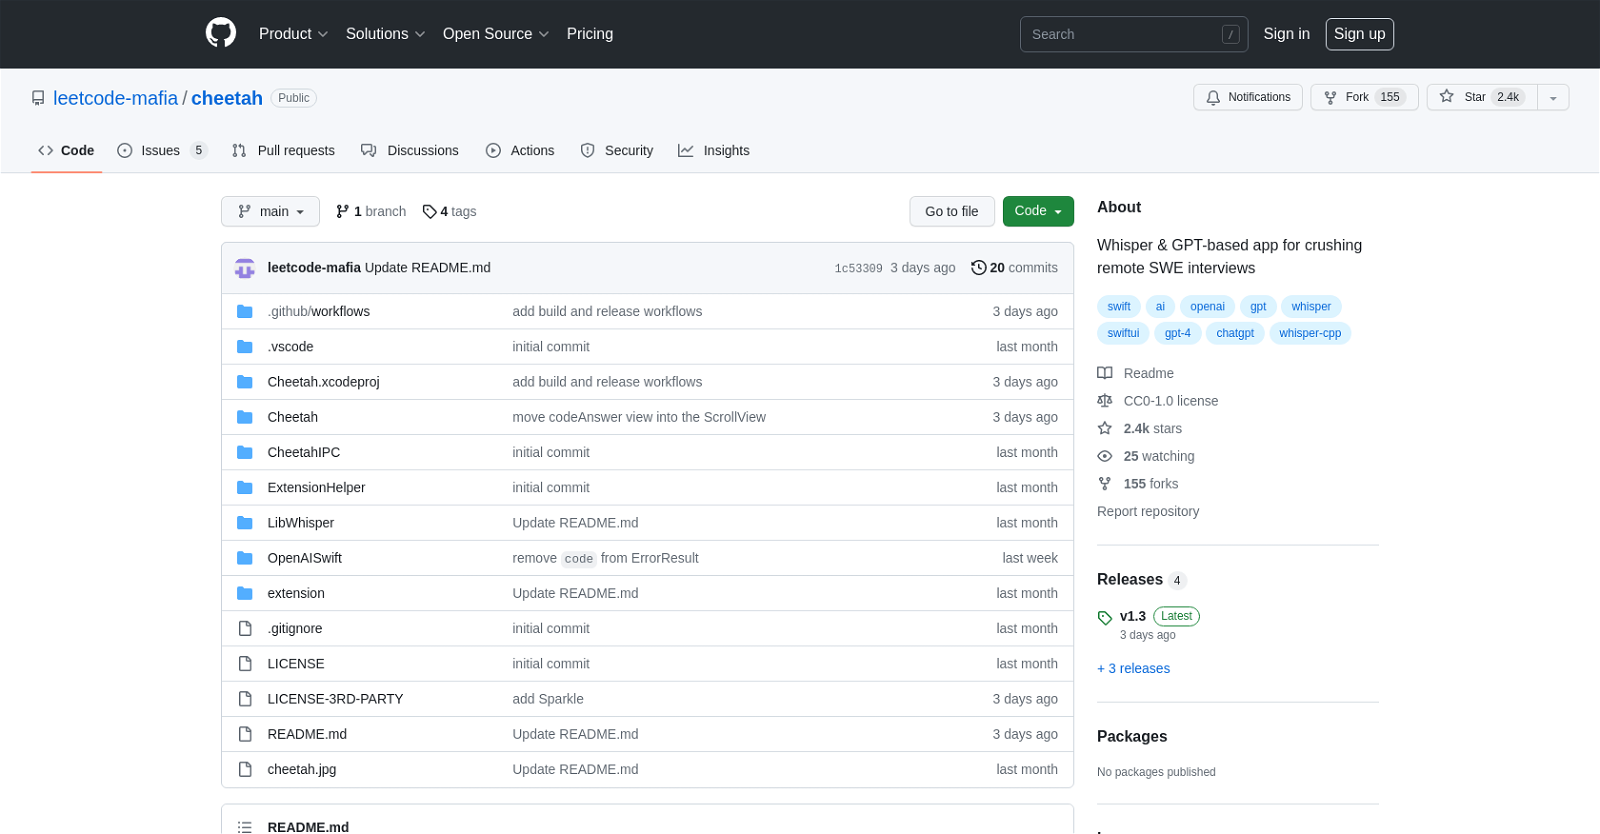 Product Solutions Open Source Pricing Search / Sign in Sign up
leetcode-mafia / cheetah Public Notifications Fork 155 Star 2.4k
Code Issues 5 Pull requests Discussions Actions Security Insights
main 1 branch 4 tags Go to file Code
leetcode-mafia Update README.md 1c53309 3 days ago 20 commits
.github/workflows add build and release workflows 3 days ago
.vscode initial commit last month
Cheetah.xcodeproj add build and release workflows 3 days ago
Cheetah move codeAnswer view into the ScrollView 3 days ago
CheetahIPC initial commit last month
ExtensionHelper initial commit last month
LibWhisper Update README.md last month
OpenAISwift remove code from ErrorResult last week
extension Update README.md last month
.gitignore initial commit last month
LICENSE initial commit last month
LICENSE-3RD-PARTY add Sparkle 3 days ago
README.md Update README.md 3 days ago
cheetah.jpg Update README.md last month
README.md
About
Whisper & GPT-based app for crushing
remote SWE interviews
swift ai openai gpt whisper
swiftui gpt-4 chatgpt whisper-cpp
Readme
CC0-1.0 license
2.4k stars
25 watching
155 forks
Report repository
Releases 4
v1.3 Latest
3 days ago
+ 3 releases
Packages
No packages published